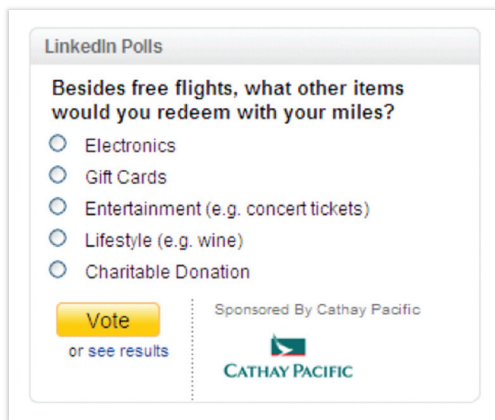 LinkedIn Polls
Besides free flights, what other items
would you redeem with your miles?
Electronics
Gift Cards
Entertainment (e.g. concert tickets)
Lifestyle (e.g. wine)
Charitable Donation
Vote
or see results
Sponsored By Cathay Pacific
CATHAY PACIFIC